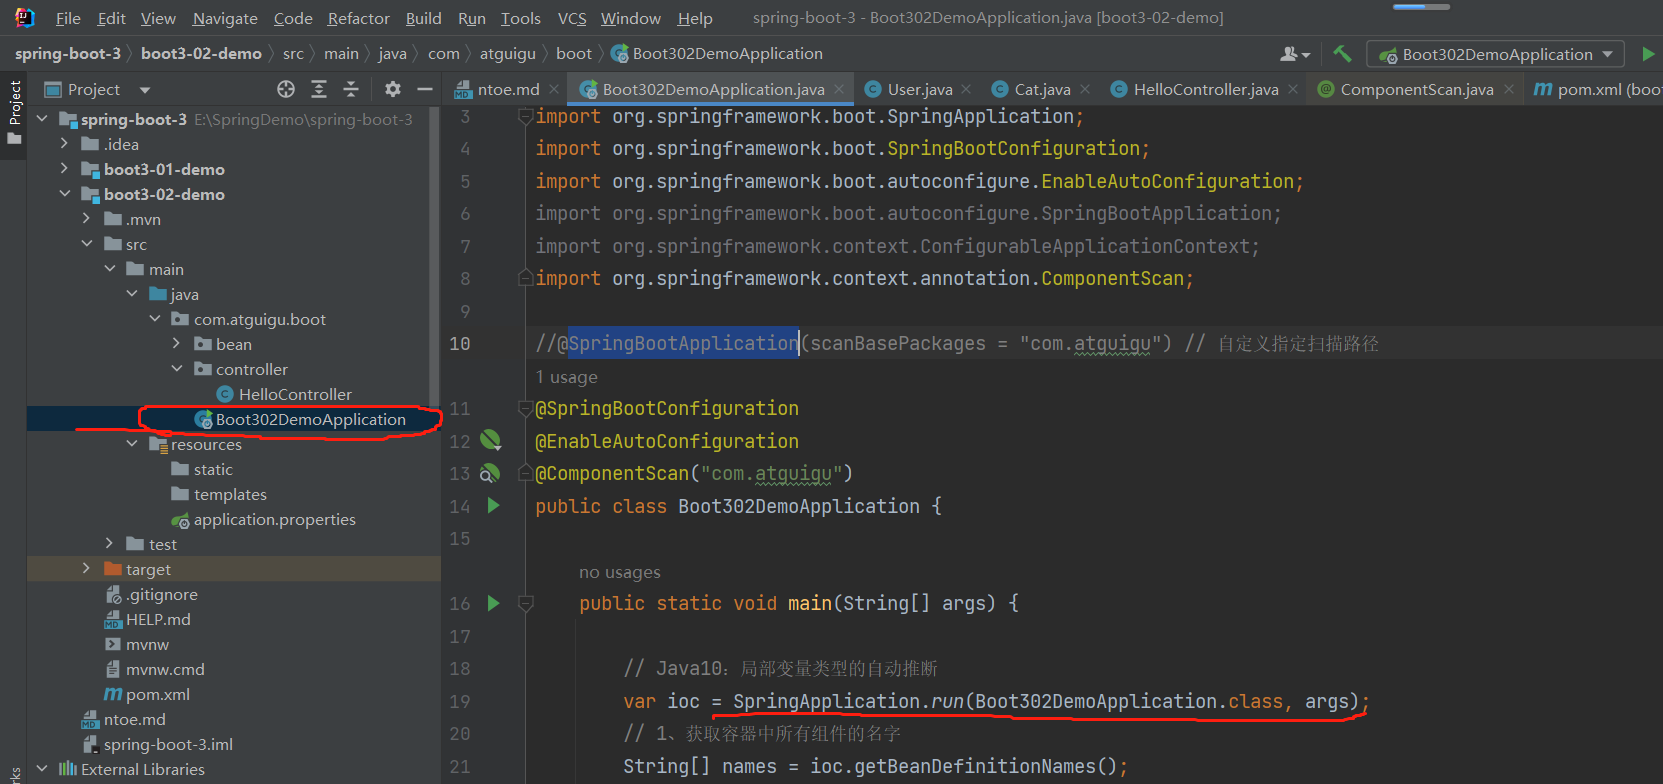 File Edit View Navigate Code Refactor Build Run Tools VCS Window Help spring-boot-3 - Boot302DemoApplication.java [boot3-02-demo]
spring-boot-3 boot3-02-demo src main java com atguigu boot Boot302DemoApplication Boot302DemoApplication
Project
Project
ntoe.md Boot302DemoApplication.java User.java Cat.java HelloController.java ComponentScan.java pom.xml (boo
spring-boot-3 E:\SpringDemo\spring-boot-3
.idea
boot3-01-demo
boot3-02-demo
.mvn
src
main
java
com.atguigu.boot
bean
controller
HelloController
Boot302DemoApplication
resources
static
templates
application.properties
test
target
.gitignore
HELP.md
mvnw
mvnw.cmd
pom.xml
ntoe.md
spring-boot-3.iml
External Libraries
rks
3 import org.springframework.boot.SpringApplication;
4 import org.springframework.boot.SpringBootConfiguration;
5 import org.springframework.boot.autoconfigure.EnableAutoConfiguration;
6 import org.springframework.boot.autoconfigure.SpringBootApplication;
7 import org.springframework.context.ConfigurableApplicationContext;
8 import org.springframework.context.annotation.ComponentScan;
9
10 //@SpringBootApplication(scanBasePackages = "com.atguigu") // 自定义指定扫描路径
1 usage
11 @SpringBootConfiguration
12 @EnableAutoConfiguration
13 @ComponentScan("com.atguigu")
14 public class Boot302DemoApplication {
15
no usages
16 public static void main(String[] args) {
17
18 // Java10：局部变量类型的自动推断
19 var ioc = SpringApplication.run(Boot302DemoApplication.class, args);
20 // 1、获取容器中所有组件的名字
21 String[] names = ioc.getBeanDefinitionNames();